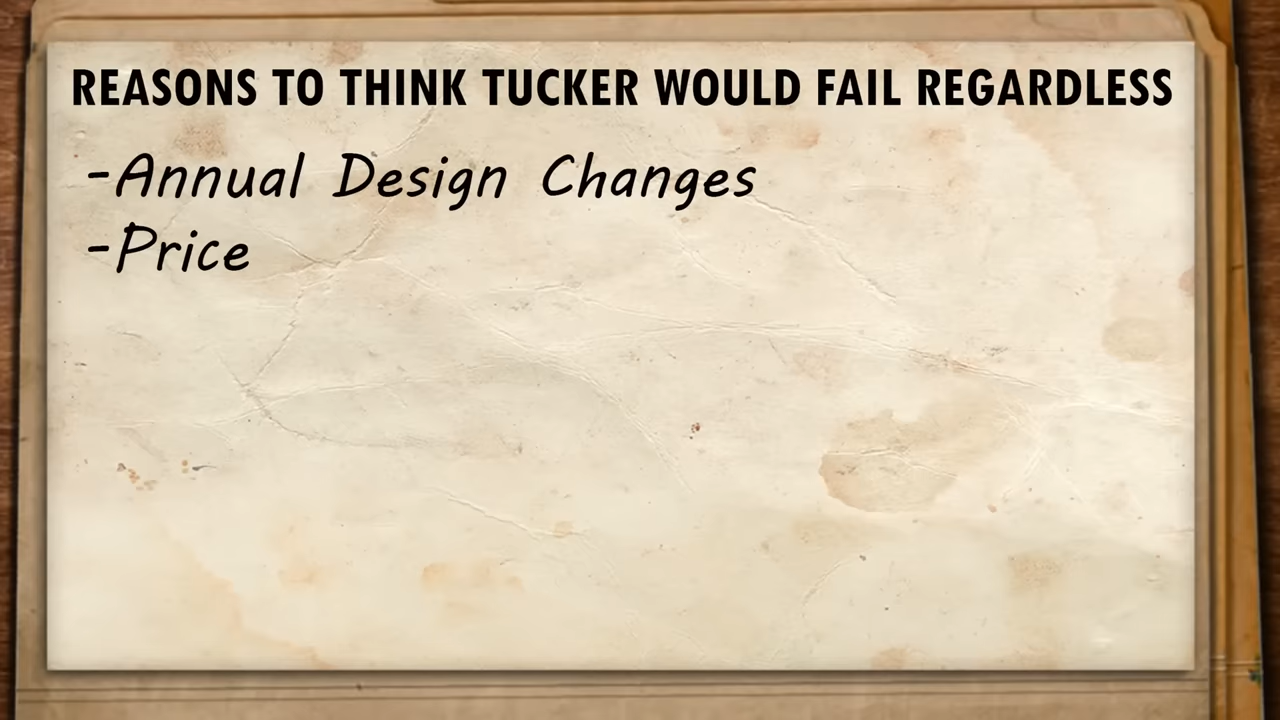 REASONS TO THINK TUCKER WOULD FAIL REGARDLESS
-Annual Design Changes
-Price